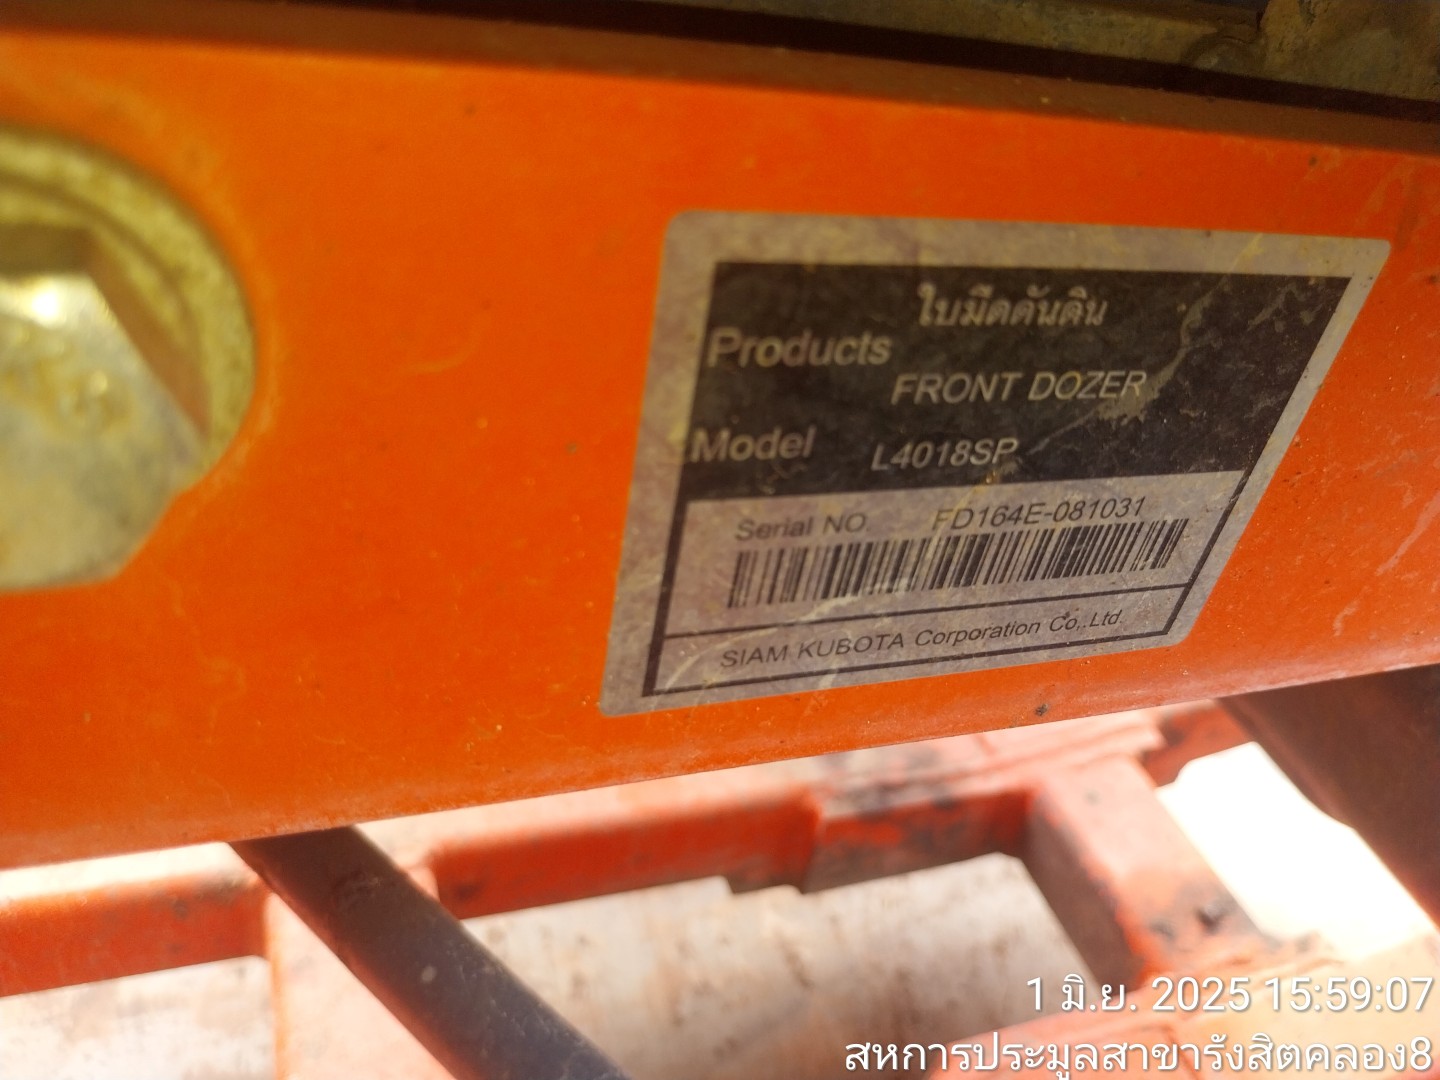 ใบมีดดันดิน
Products
FRONT DOZER
Model L4018SP
Serial NO. FD164E-081031
SIAM KUBOTA Corporation Co,.Ltd.
1 มิ.ย. 2025 15:59:07
สหการประมูลสาขารังสิตคลอง8